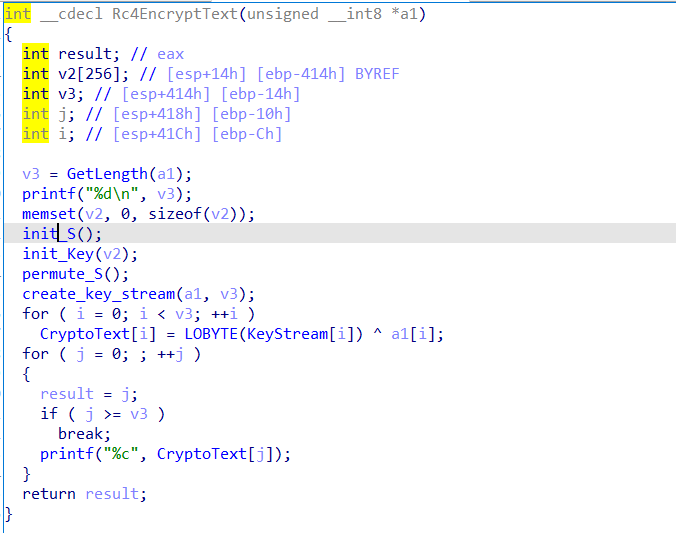 int __cdecl Rc4EncryptText(unsigned __int8 *a1)
{
  int result; // eax
  int v2[256]; // [esp+14h] [ebp-414h] BYREF
  int v3; // [esp+414h] [ebp-14h]
  int j; // [esp+418h] [ebp-10h]
  int i; // [esp+41Ch] [ebp-Ch]

  v3 = GetLength(a1);
  printf("%d\n", v3);
  memset(v2, 0, sizeof(v2));
  init_S();
  init_Key(v2);
  permute_S();
  create_key_stream(a1, v3);
  for ( i = 0; i < v3; ++i )
    CryptoText[i] = LOBYTE(KeyStream[i]) ^ a1[i];
  for ( j = 0; ; ++j )
  {
    result = j;
    if ( j >= v3 )
      break;
    printf("%c", CryptoText[j]);
  }
  return result;
}